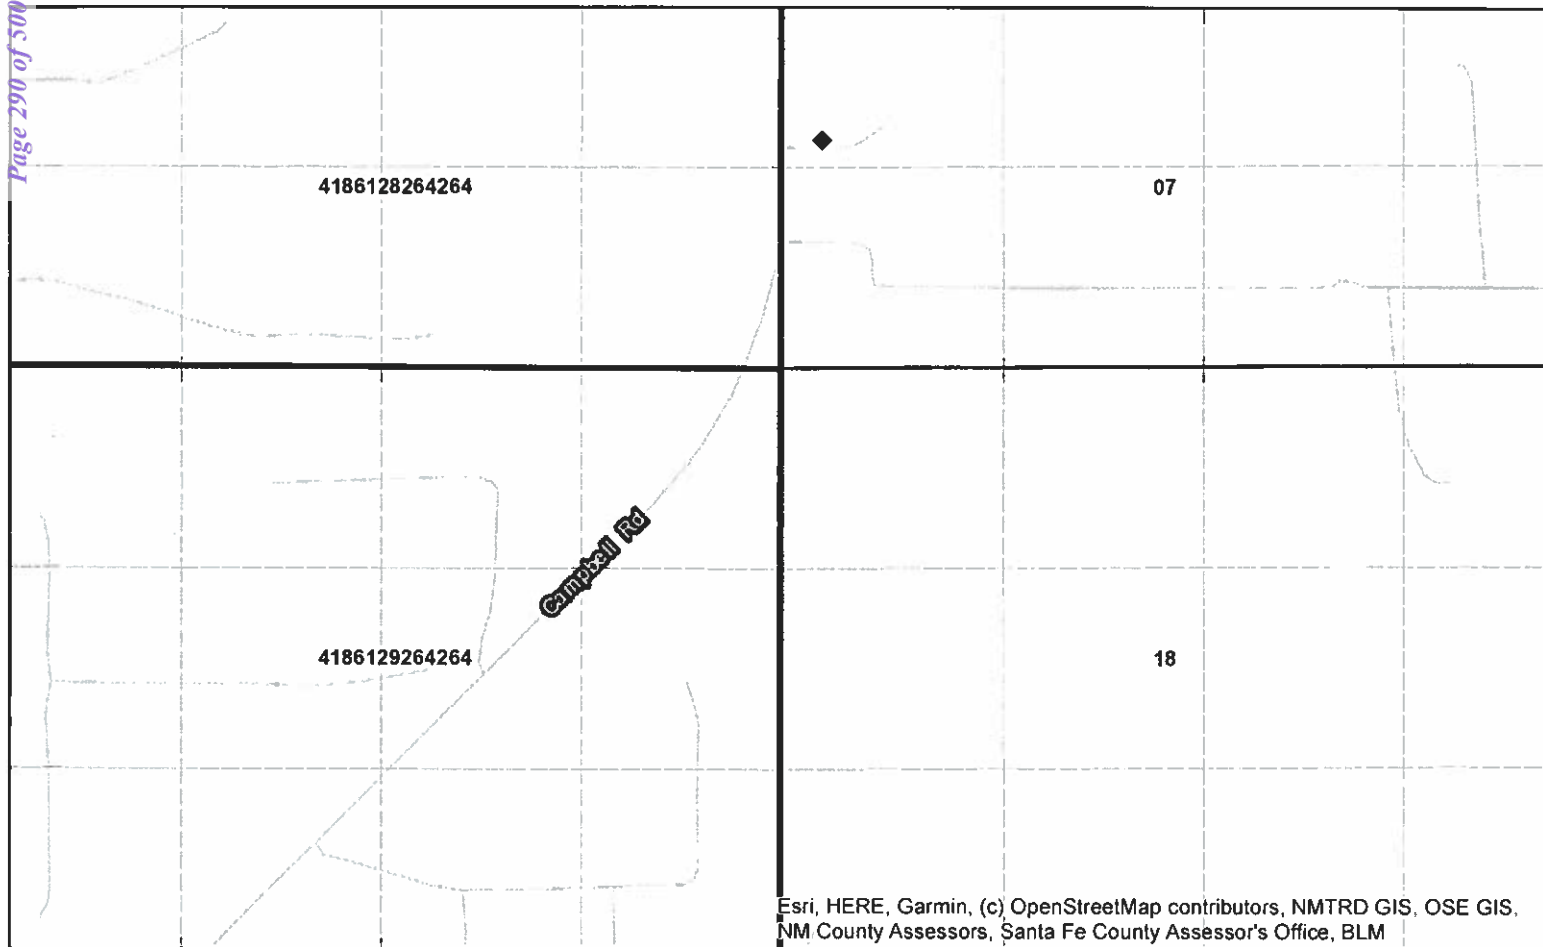 Page 290 of 500
4186128264264
07
Campbell Rd
4186129264264
18
Esri, HERE, Garmin, (c) OpenStreetMap contributors, NMTRD GIS, OSE GIS,
NM County Assessors, Santa Fe County Assessor's Office, BLM